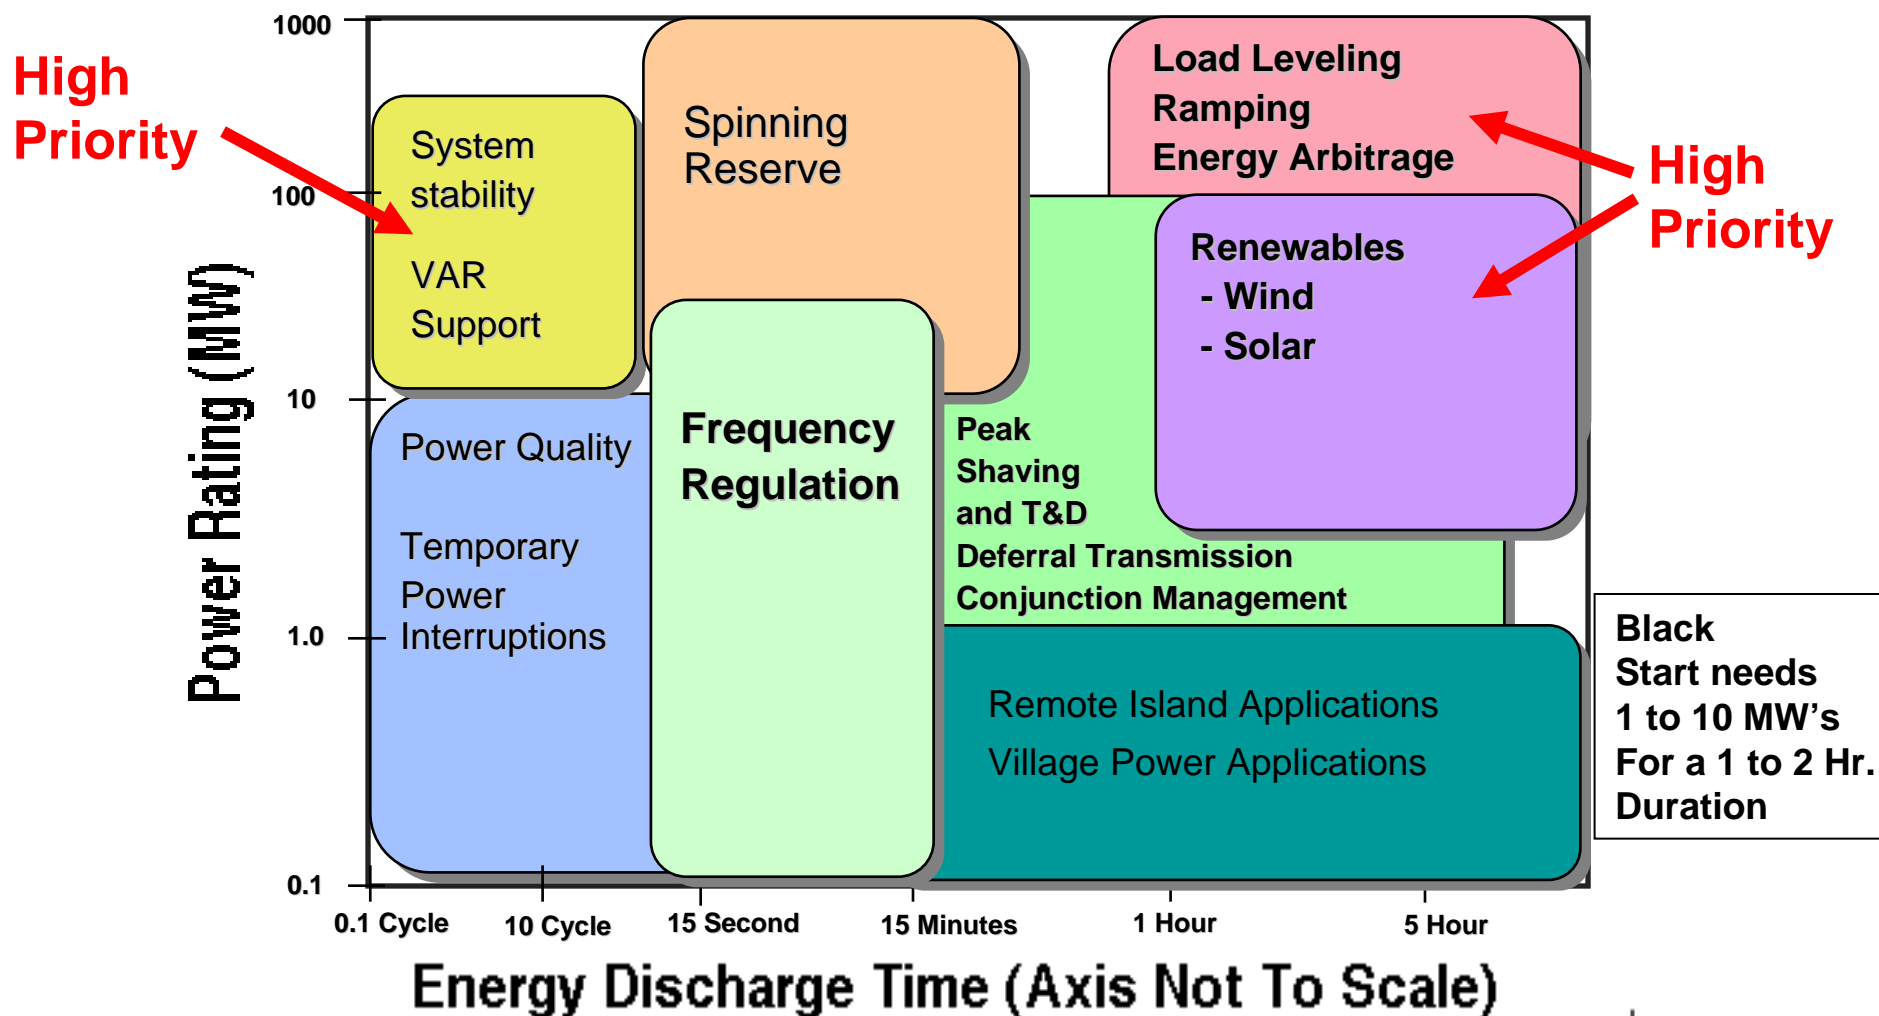 1000
100
10
1.0
0.1
Power Rating (MW)
High
Priority
System
stability
VAR
Support
Spinning
Reserve
Load Leveling
Ramping
Energy Arbitrage
High
Priority
Renewables
- Wind
- Solar
Power Quality
Temporary
Power
Interruptions
Frequency
Regulation
Peak
Shaving
and T&D
Deferral Transmission
Conjunction Management
Remote Island Applications
Village Power Applications
Black
Start needs
1 to 10 MW's
For a 1 to 2 Hr.
Duration
0.1 Cycle
10 Cycle
15 Second
15 Minutes
1 Hour
5 Hour
Energy Discharge Time (Axis Not To Scale)